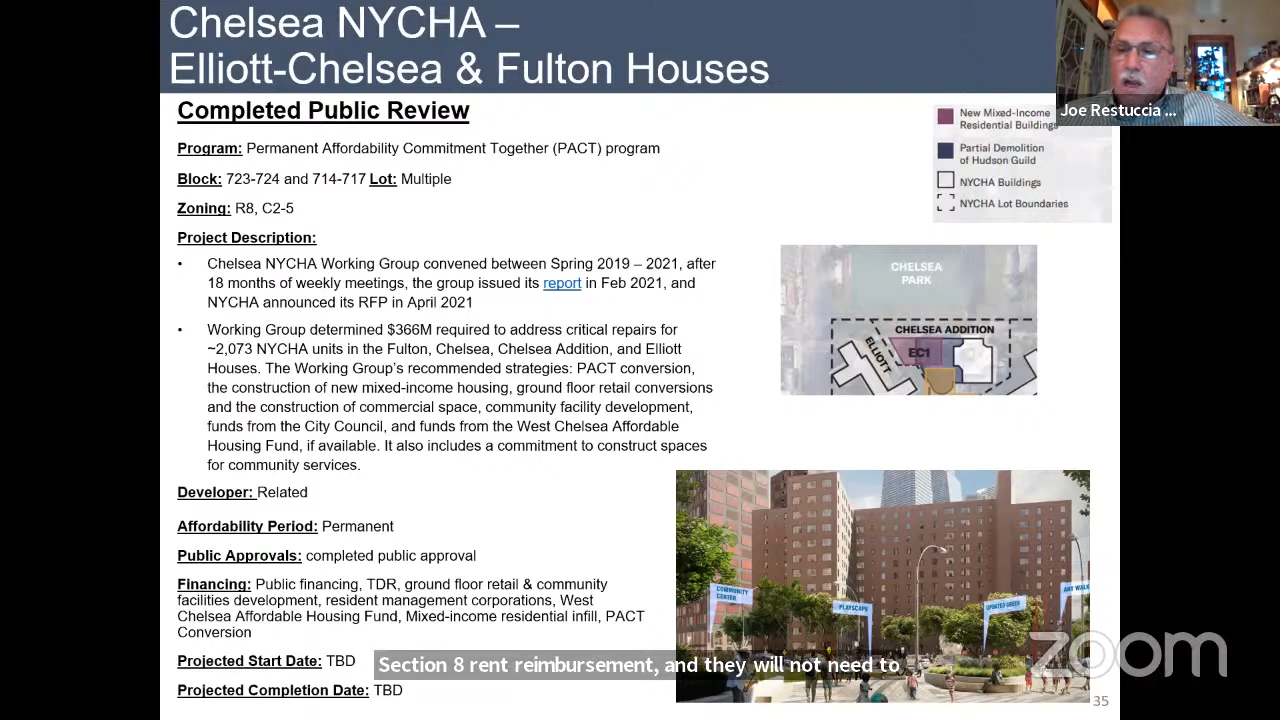 Chelsea NYCHA –
Elliott-Chelsea & Fulton Houses
Joe Restuccia ...
Completed Public Review
Program: Permanent Affordability Commitment Together (PACT) program
Block: 723-724 and 714-717 Lot: Multiple
Zoning: R8, C2-5
Project Description:
• Chelsea NYCHA Working Group convened between Spring 2019 – 2021, after
18 months of weekly meetings, the group issued its report in Feb 2021, and
NYCHA announced its RFP in April 2021
• Working Group determined $366M required to address critical repairs for
~2,073 NYCHA units in the Fulton, Chelsea, Chelsea Addition, and Elliott
Houses. The Working Group's recommended strategies: PACT conversion,
the construction of new mixed-income housing, ground floor retail conversions
and the construction of commercial space, community facility development,
funds from the City Council, and funds from the West Chelsea Affordable
Housing Fund, if available. It also includes a commitment to construct spaces
for community services.
Developer: Related
Affordability Period: Permanent
Public Approvals: completed public approval
Financing: Public financing, TDR, ground floor retail & community
facilities development, resident management corporations, West
Chelsea Affordable Housing Fund, Mixed-income residential infill, PACT
Conversion
Projected Start Date: TBD
Projected Completion Date: TBD
New Mixed-Income
Residential Buildings
Partial Demolition
of Hudson Guild
NYCHA Buildings
NYCHA Lot Boundaries
CHELSEA
PARK
CHELSEA ADDITION
ELLIOTT
EC1
COMMUNITY
CENTER
PLAYSCAPE
UPDATED GREEN
ANY WALK
Section 8 rent reimbursement, and they will not need to
zoom
35